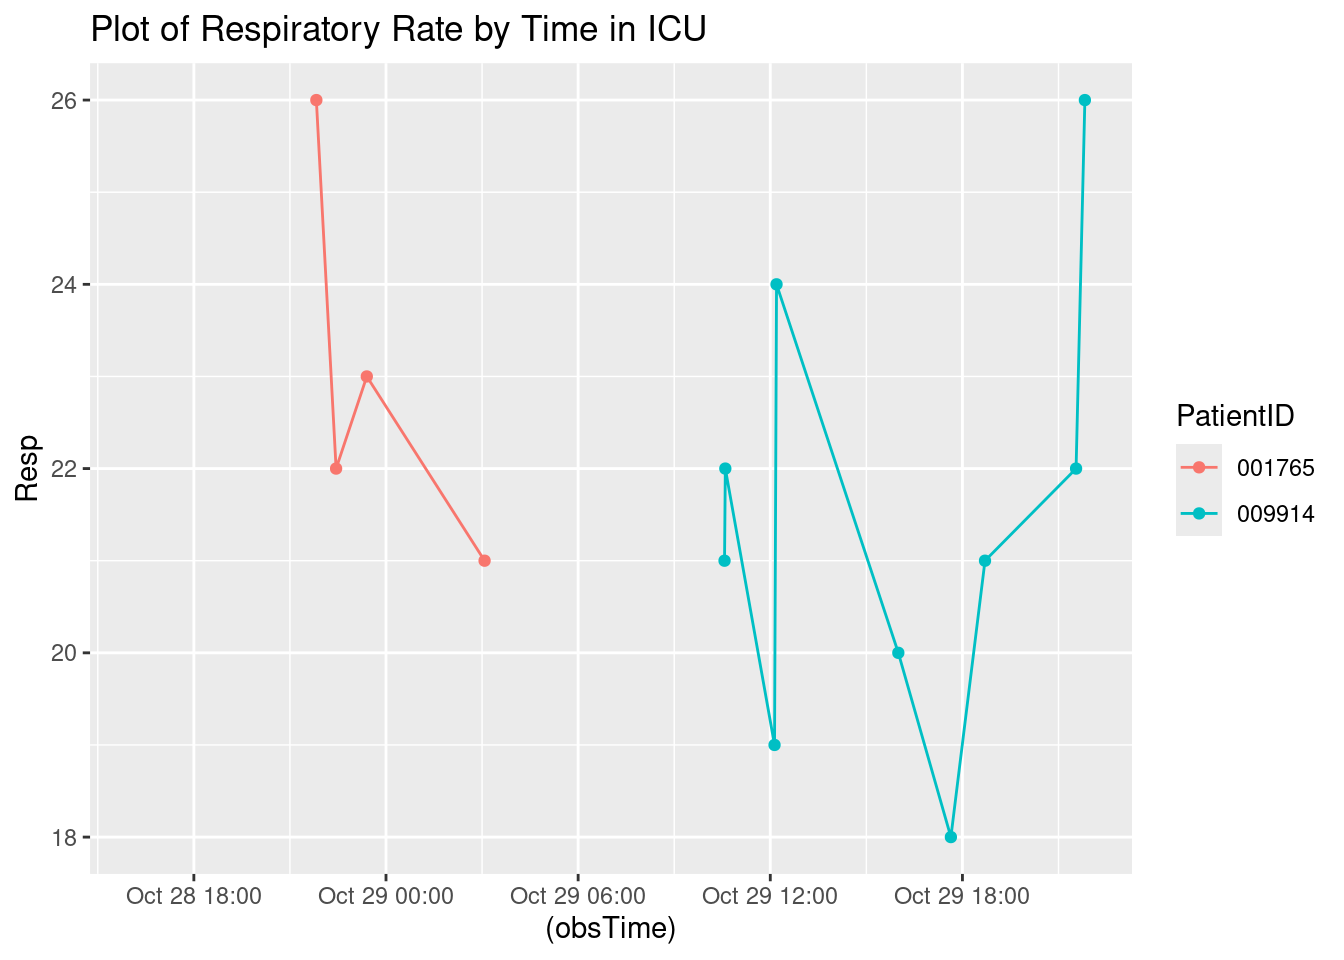 Plot of Respiratory Rate by Time in ICU
26
24
22
20
18
Resp
Oct 28 18:00
Oct 29 00:00
Oct 29 06:00
Oct 29 12:00
Oct 29 18:00
(obsTime)
PatientID
001765
009914